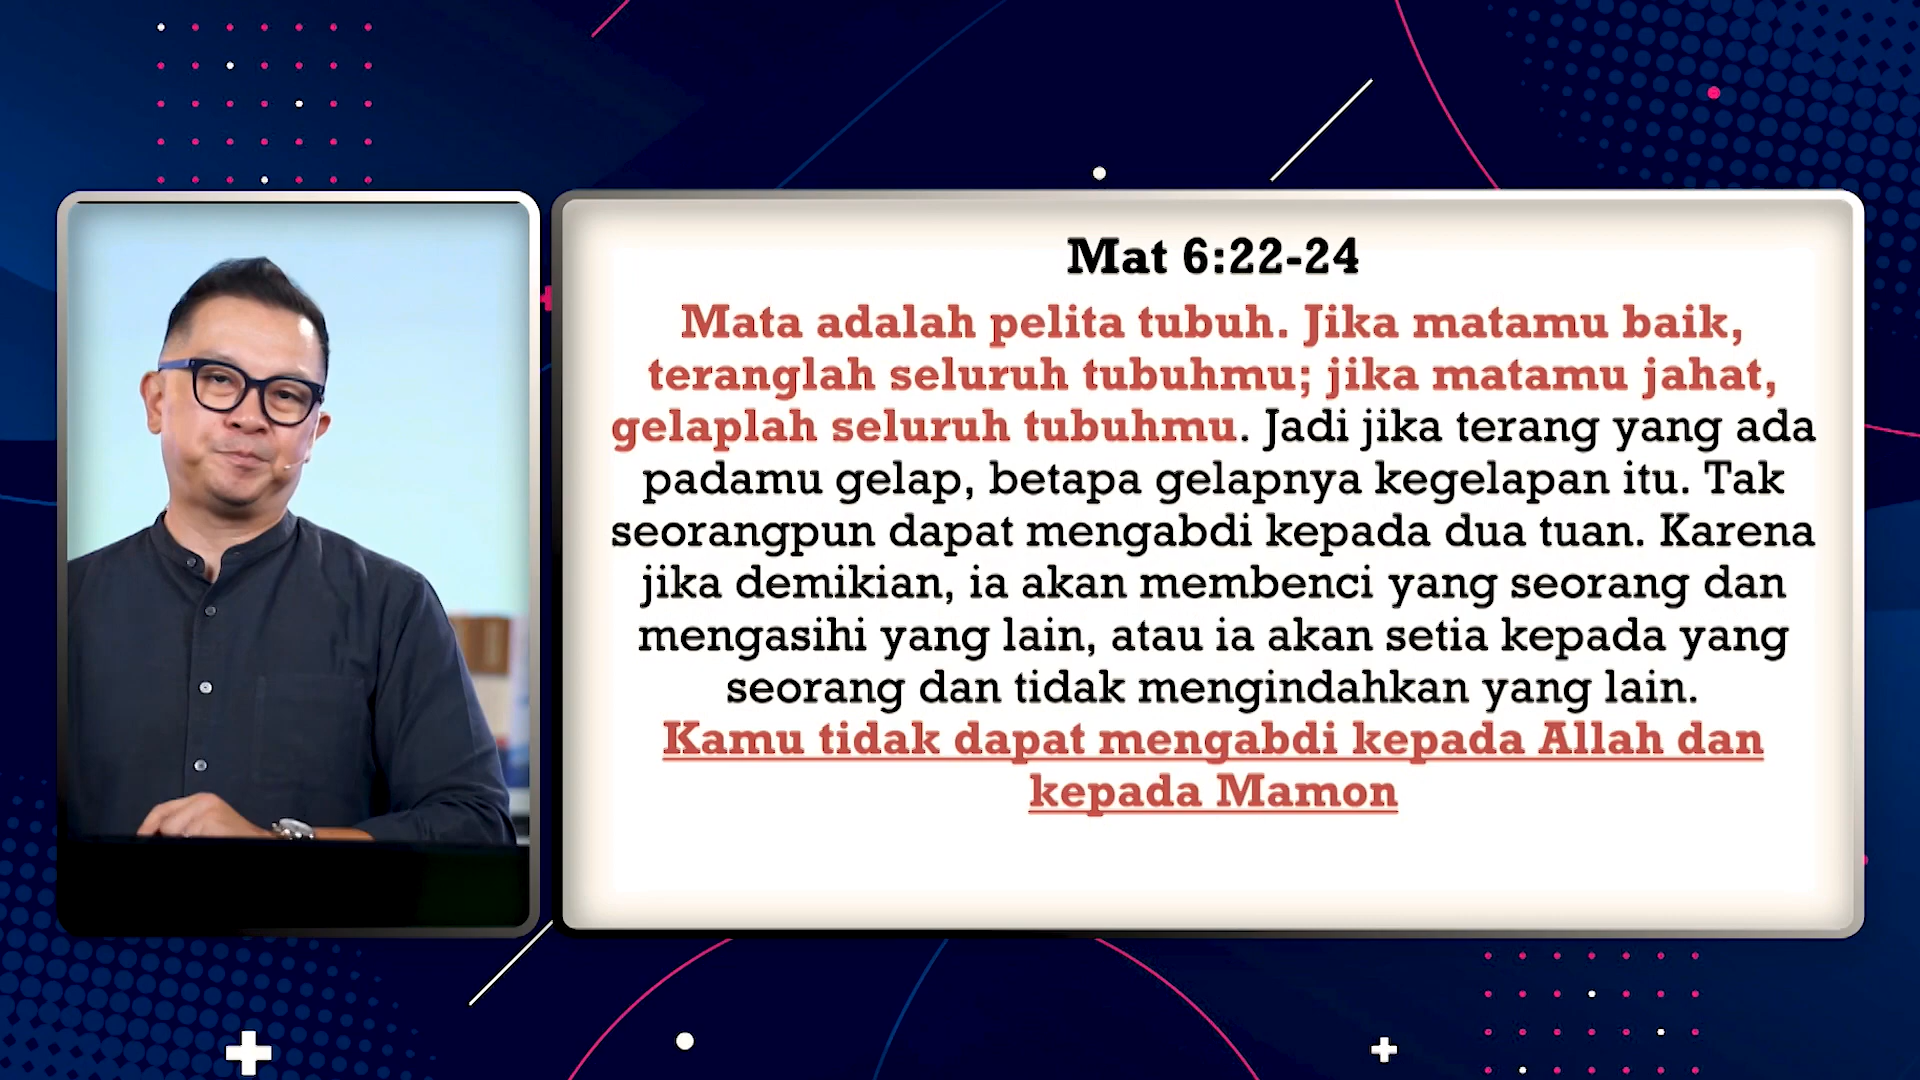 Mat 6:22-24
Mata adalah pelita tubuh. Jika matamu baik,
teranglah seluruh tubuhmu; jika matamu jahat,
gelaplah seluruh tubuhmu. Jadi jika terang yang ada
padamu gelap, betapa gelapnya kegelapan itu. Tak
seorangpun dapat mengabdi kepada dua tuan. Karena
jika demikian, ia akan membenci yang seorang dan
mengasihi yang lain, atau ia akan setia kepada yang
seorang dan tidak mengindahkan yang lain.
Kamu tidak dapat mengabdi kepada Allah dan
kepada Mamon